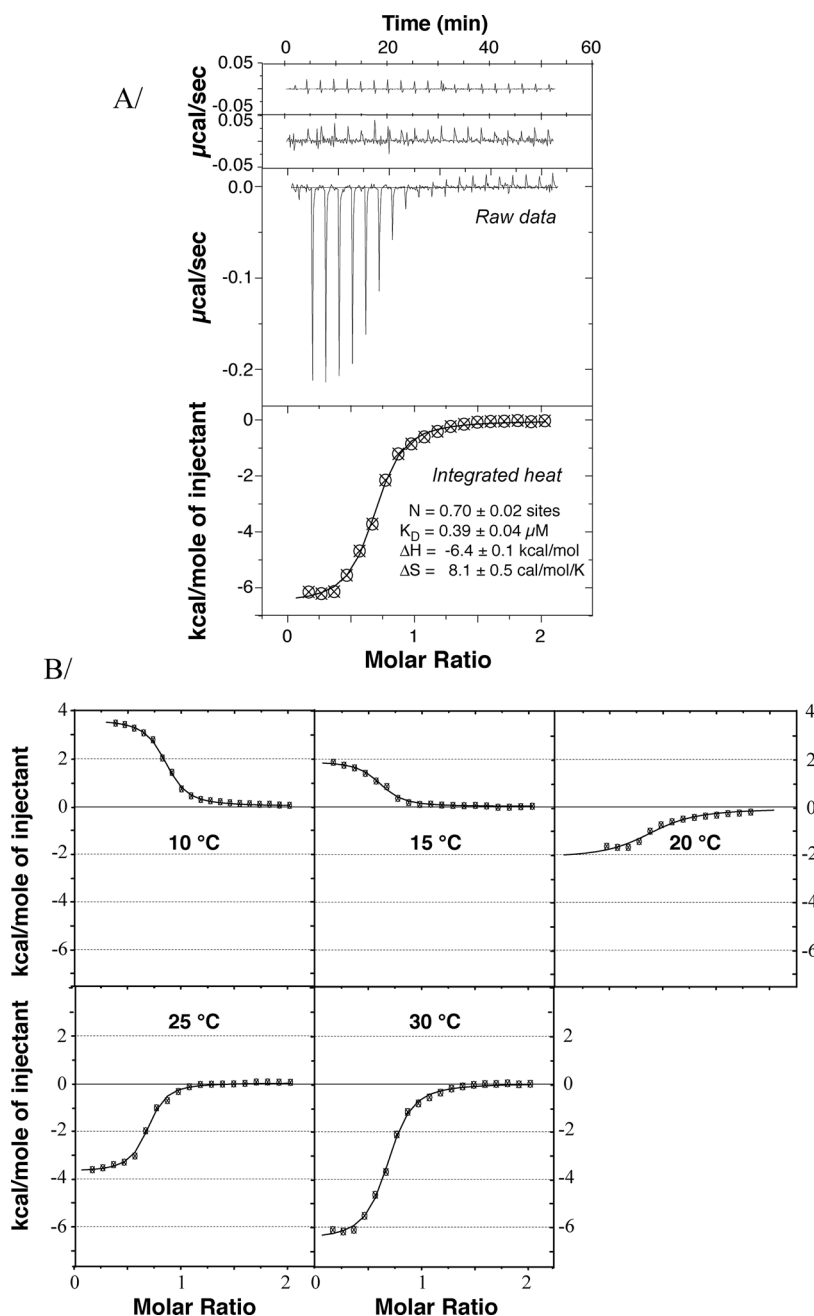 Time (min)
0 20 40 60
A/
µcal/sec
0.05
-0.05
0.05
-0.05
µcal/sec
0.0
-0.1
-0.2
Raw data
kcal/mole of injectant
0
-2
-4
-6
Integrated heat
N = 0.70 ± 0.02 sites
KD = 0.39 ± 0.04 µM
ΔH = -6.4 ± 0.1 kcal/mol
ΔS = 8.1 ± 0.5 cal/mol/K
0 1 2
Molar Ratio
B/
kcal/mole of injectant
4 4
2 2
0 0
10 °C 15 °C 20 °C
-2 -2
-4 -4
-6 -6
kcal/mole of injectant
25 °C 30 °C
2 2
0 0
-2 -2
-4 -4
-6 -6
0 1 2 0 1 2
Molar Ratio Molar Ratio